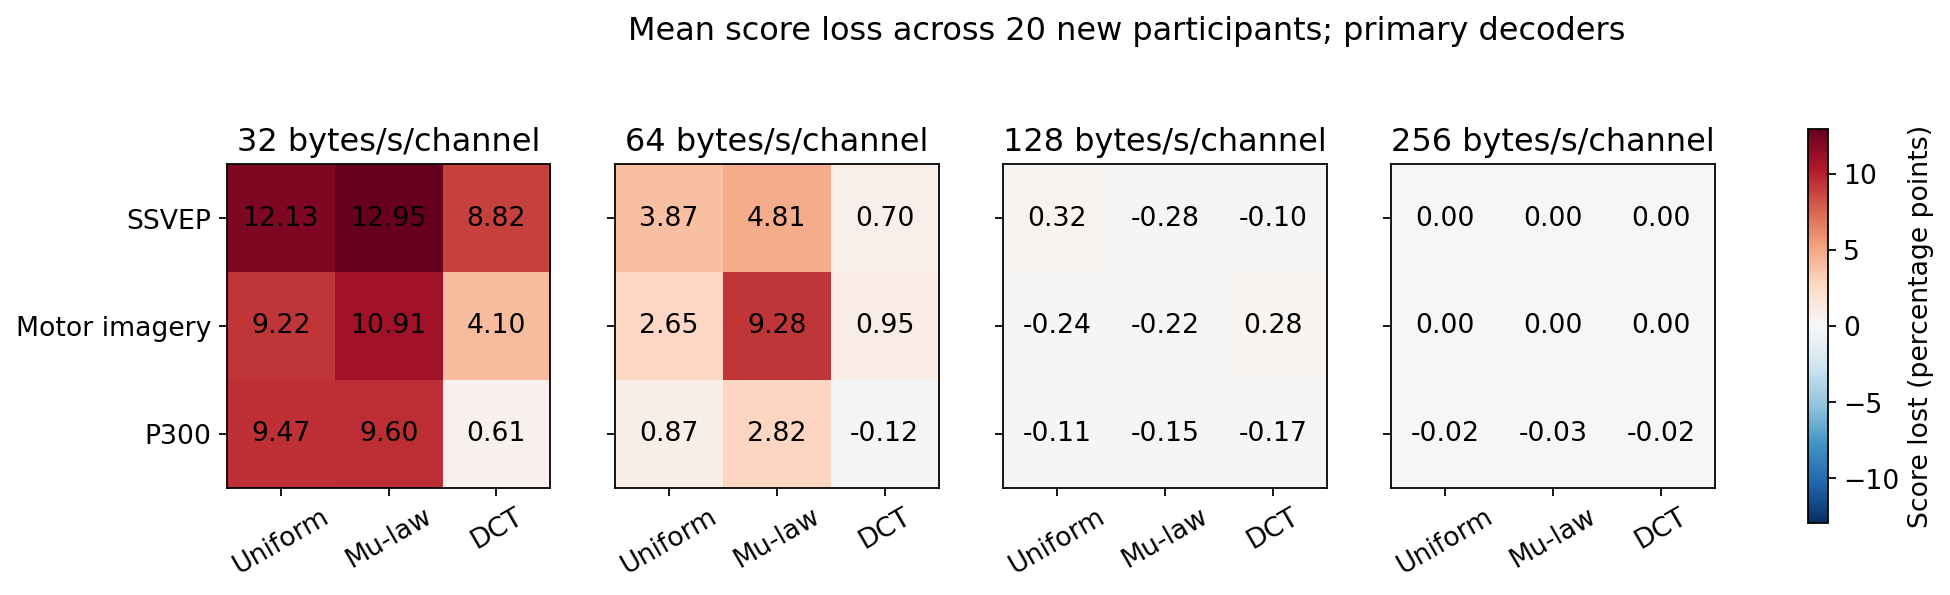 Mean score loss across 20 new participants; primary decoders
32 bytes/s/channel
64 bytes/s/channel
128 bytes/s/channel
256 bytes/s/channel
SSVEP
12.13 12.95 8.82
3.87 4.81 0.70
0.32 -0.28 -0.10
0.00 0.00 0.00
Motor imagery
9.22 10.91 4.10
2.65 9.28 0.95
-0.24 -0.22 0.28
0.00 0.00 0.00
P300
9.47 9.60 0.61
0.87 2.82 -0.12
-0.11 -0.15 -0.17
-0.02 -0.03 -0.02
Uniform Mu-law DCT
Uniform Mu-law DCT
Uniform Mu-law DCT
Uniform Mu-law DCT
10
5
0
−5
−10
Score lost (percentage points)